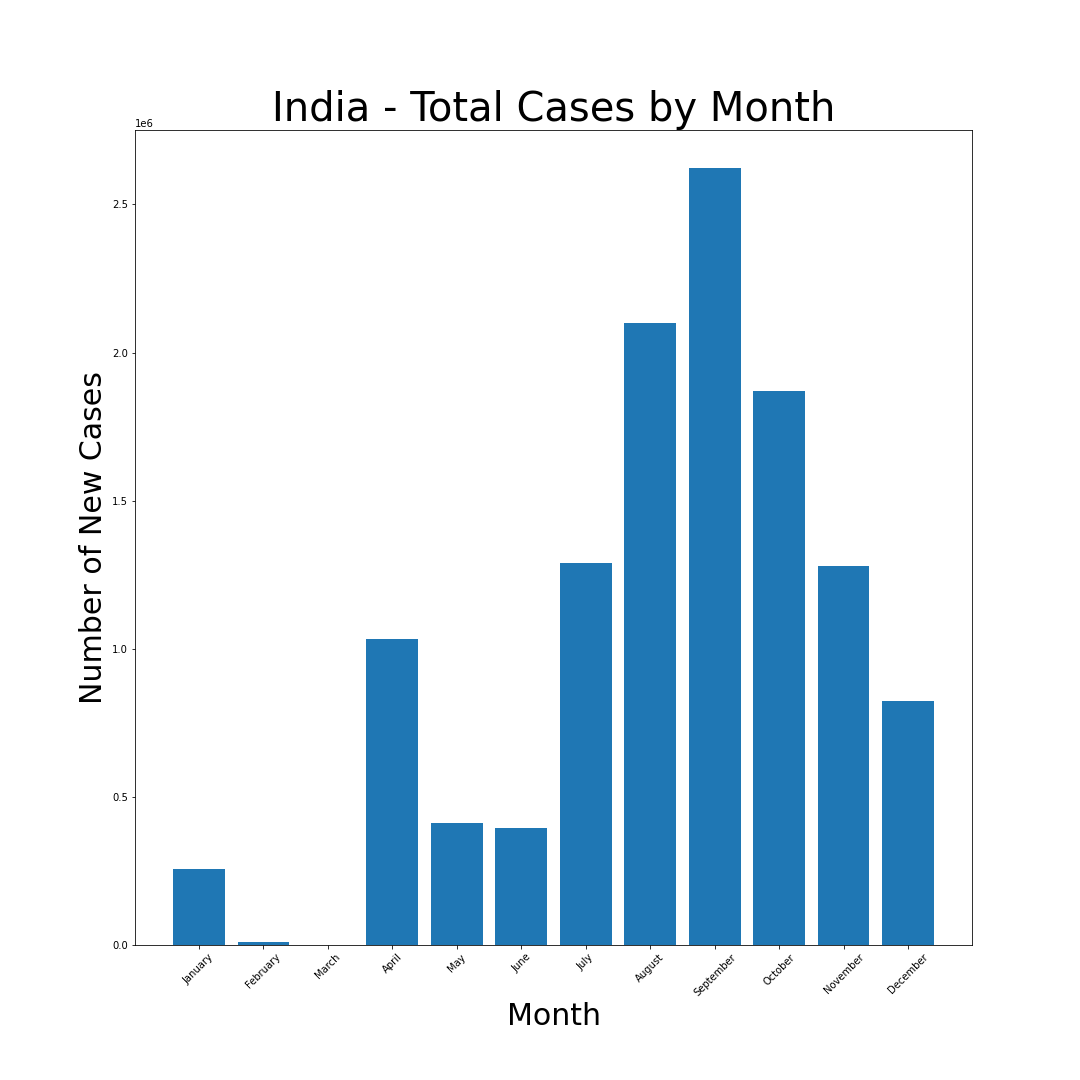 India - Total Cases by Month
1e6
2.5
2.0
1.5
1.0
0.5
0.0
Number of New Cases
January
February
March
April
May
June
July
August
September
October
November
December
Month